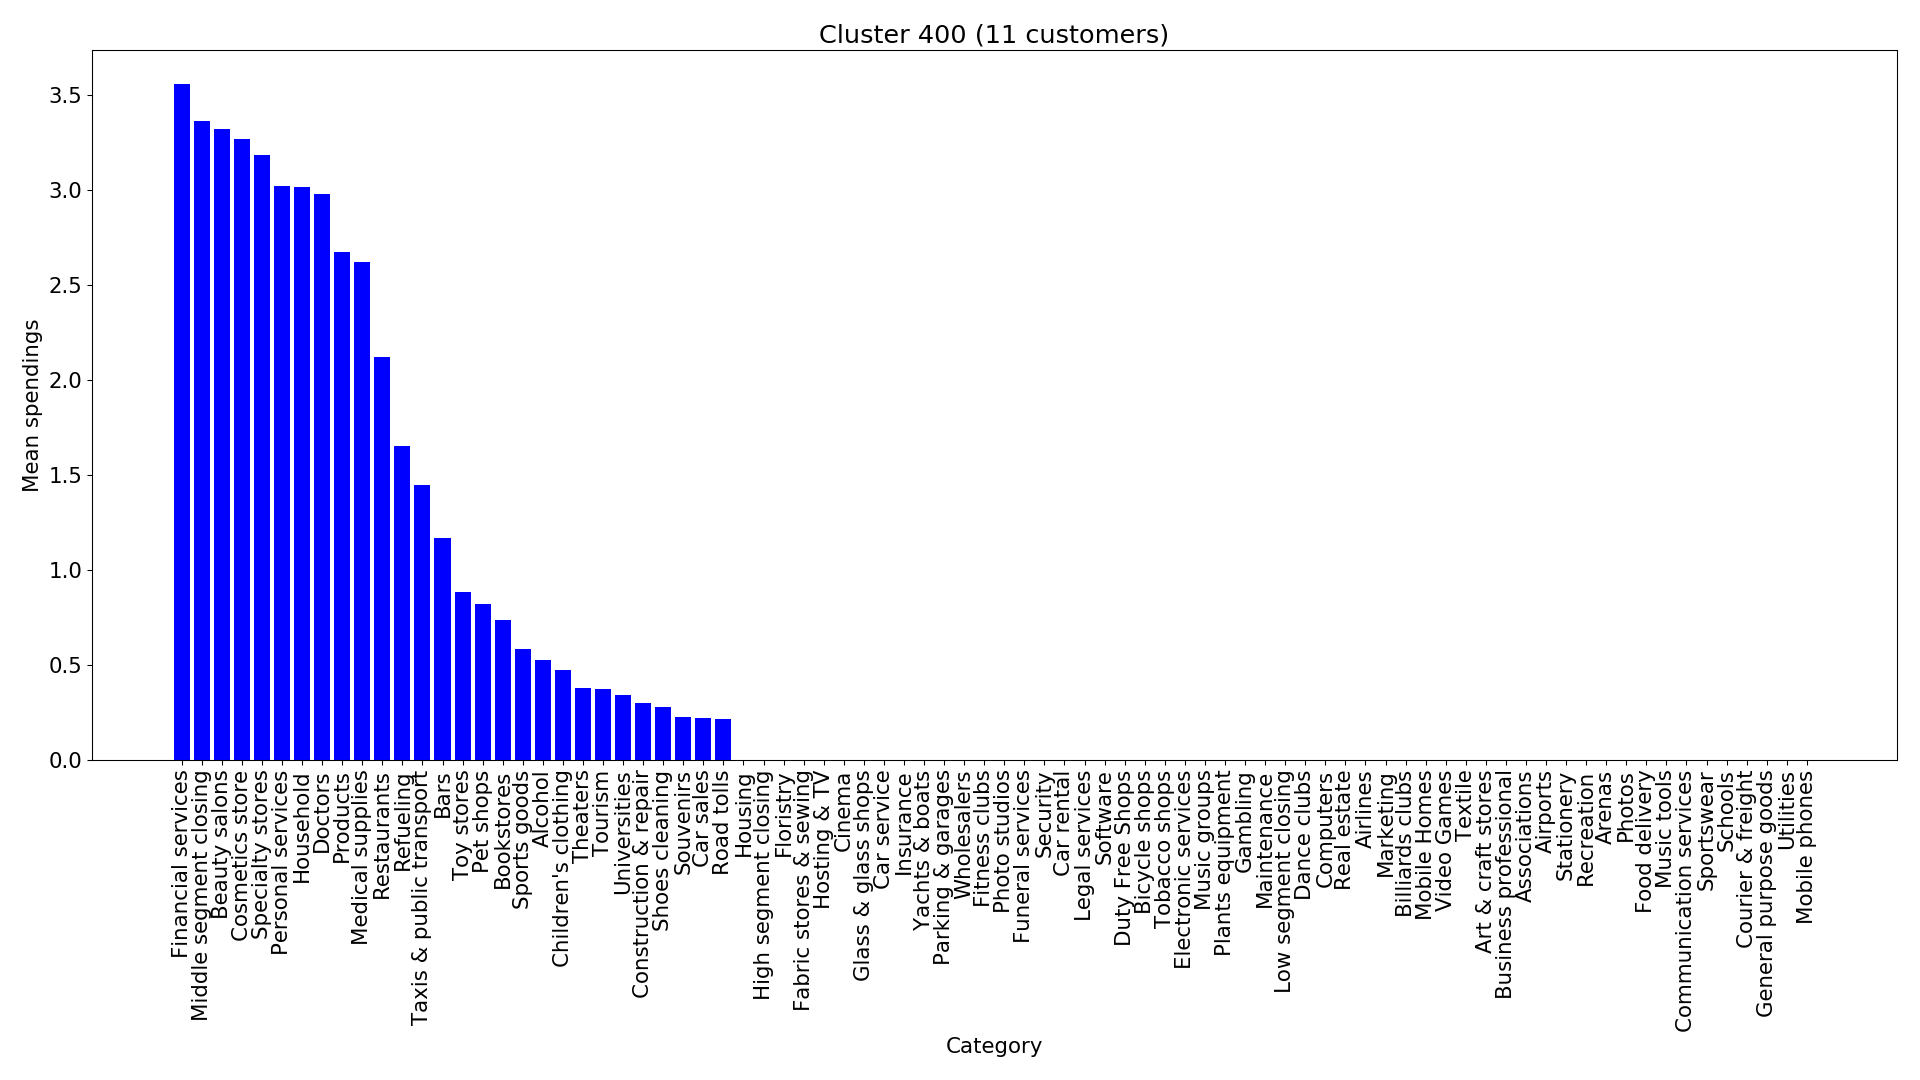 Cluster 400 (11 customers)
3.5
3.0
2.5
2.0
1.5
1.0
0.5
0.0
Mean spendings
Financial services
Middle segment closing
Beauty salons
Cosmetics store
Specialty stores
Personal services
Household
Doctors
Products
Medical supplies
Restaurants
Refueling
Taxis & public transport
Bars
Toy stores
Pet shops
Bookstores
Sports goods
Alcohol
Children's clothing
Theaters
Tourism
Universities
Construction & repair
Shoes cleaning
Souvenirs
Car sales
Road tolls
Housing
High segment closing
Floristry
Fabric stores & sewing
Hosting & TV
Cinema
Glass & glass shops
Car service
Insurance
Yachts & boats
Parking & garages
Wholesalers
Fitness clubs
Photo studios
Funeral services
Security
Car rental
Legal services
Software
Duty Free Shops
Bicycle shops
Tobacco shops
Electronic services
Music groups
Plants equipment
Gambling
Maintenance
Low segment closing
Dance clubs
Computers
Real estate
Airlines
Marketing
Billiards clubs
Mobile Homes
Video Games
Textile
Art & craft stores
Business professional
Associations
Airports
Stationery
Recreation
Arenas
Photos
Food delivery
Music tools
Communication services
Sportswear
Schools
Courier & freight
General purpose goods
Utilities
Mobile phones
Category